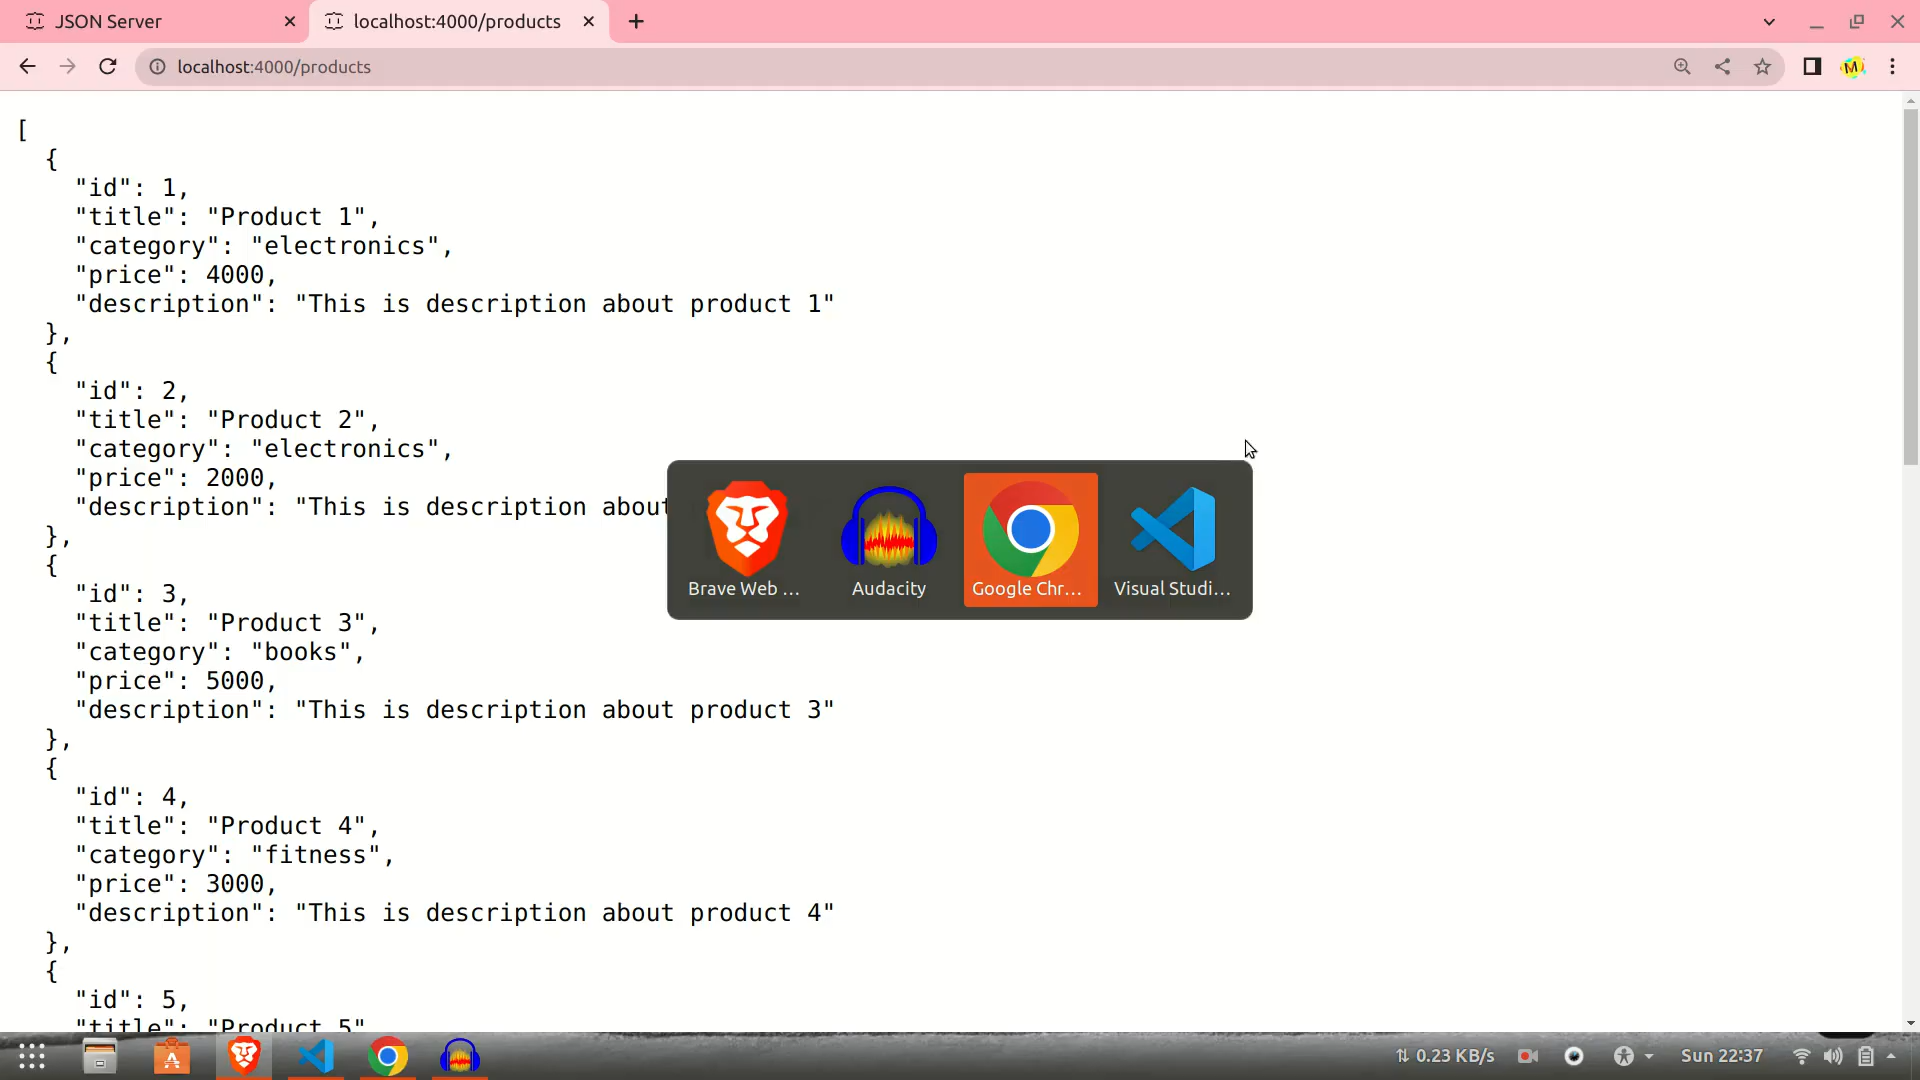 JSON Server
localhost:4000/products
localhost:4000/products
[
{
"id": 1,
"title": "Product 1",
"category": "electronics",
"price": 4000,
"description": "This is description about product 1"
},
{
"id": 2,
"title": "Product 2",
"category": "electronics",
"price": 2000,
"description": "This is description about
},
{
"id": 3,
"title": "Product 3",
"category": "books",
"price": 5000,
"description": "This is description about product 3"
},
{
"id": 4,
"title": "Product 4",
"category": "fitness",
"price": 3000,
"description": "This is description about product 4"
},
{
"id": 5,
"title": "Product 5"
Brave Web ...
Audacity
Google Chr...
Visual Studi...
0.23 KB/s
Sun 22:37